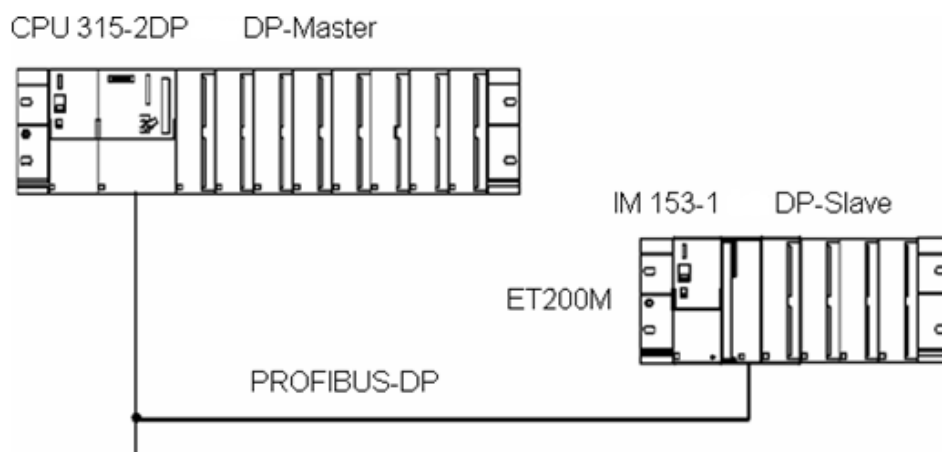 CPU 315-2DP DP-Master
IM 153-1 DP-Slave
ET200M
PROFIBUS-DP